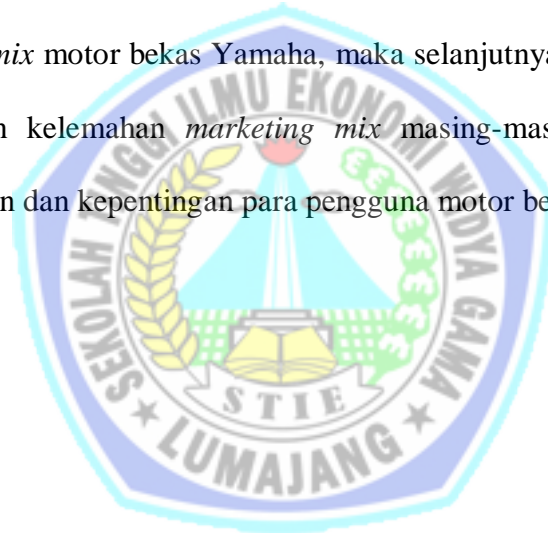 mix motor bekas Yamaha, maka selanjutnya
kelemahan marketing mix masing-mas
dan kepentingan para pengguna motor be
SEKOLAH TINGGI ILMU EKONOMI WIDYA GAMA
STIE
LUMAJANG